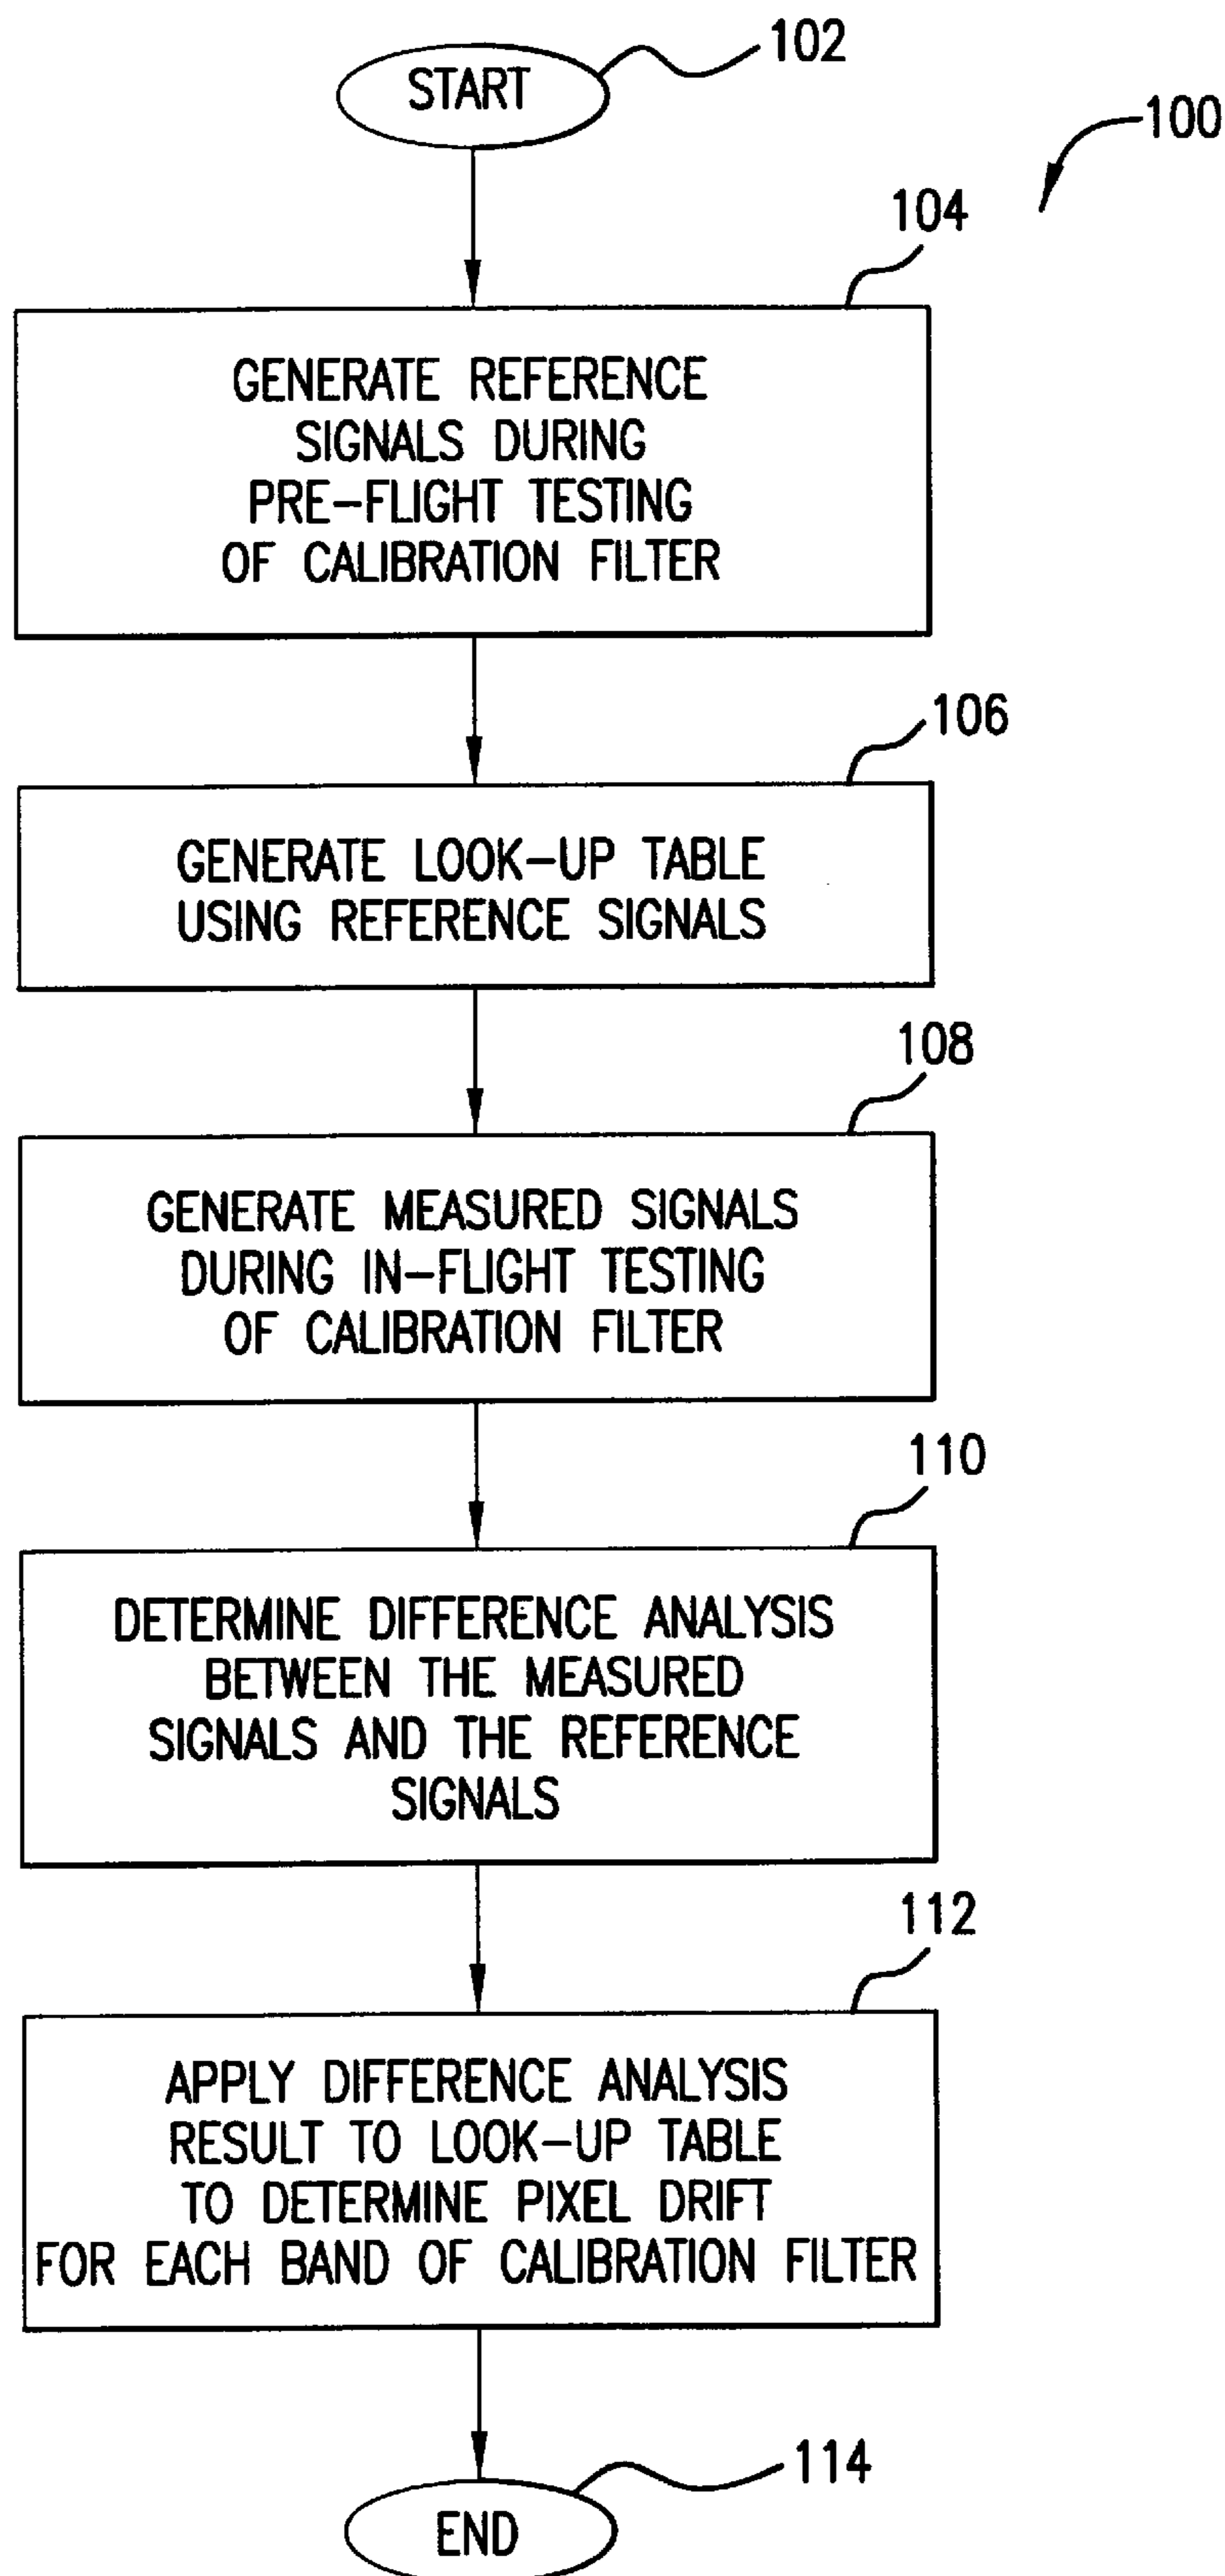 START
102
100
104
GENERATE REFERENCE
SIGNALS DURING
PRE-FLIGHT TESTING
OF CALIBRATION FILTER
106
GENERATE LOOK-UP TABLE
USING REFERENCE SIGNALS
108
GENERATE MEASURED SIGNALS
DURING IN-FLIGHT TESTING
OF CALIBRATION FILTER
110
DETERMINE DIFFERENCE ANALYSIS
BETWEEN THE MEASURED
SIGNALS AND THE REFERENCE
SIGNALS
112
APPLY DIFFERENCE ANALYSIS
RESULT TO LOOK-UP TABLE
TO DETERMINE PIXEL DRIFT
FOR EACH BAND OF CALIBRATION FILTER
114
END